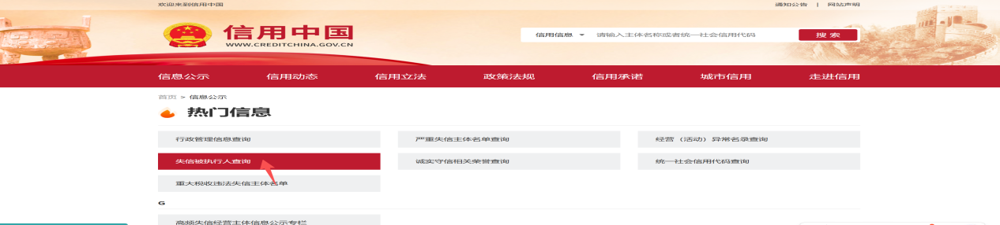 欢迎来到信用中国
通知公告 | 网站声明
信用中国
WWW.CREDITCHINA.GOV.CN
信用信息 请输入主体名称或者统一社会信用代码 搜索
信息公示 信用动态 信用立法 政策法规 信用承诺 城市信用 走进信用
首页 > 信息公示
热门信息
行政管理信息查询 严重失信主体名单查询 经营（活动）异常名录查询
失信被执行人查询 诚实守信相关荣誉查询 统一社会信用代码查询
重大税收违法失信主体名单
G
高频失信经营主体信息公示专栏